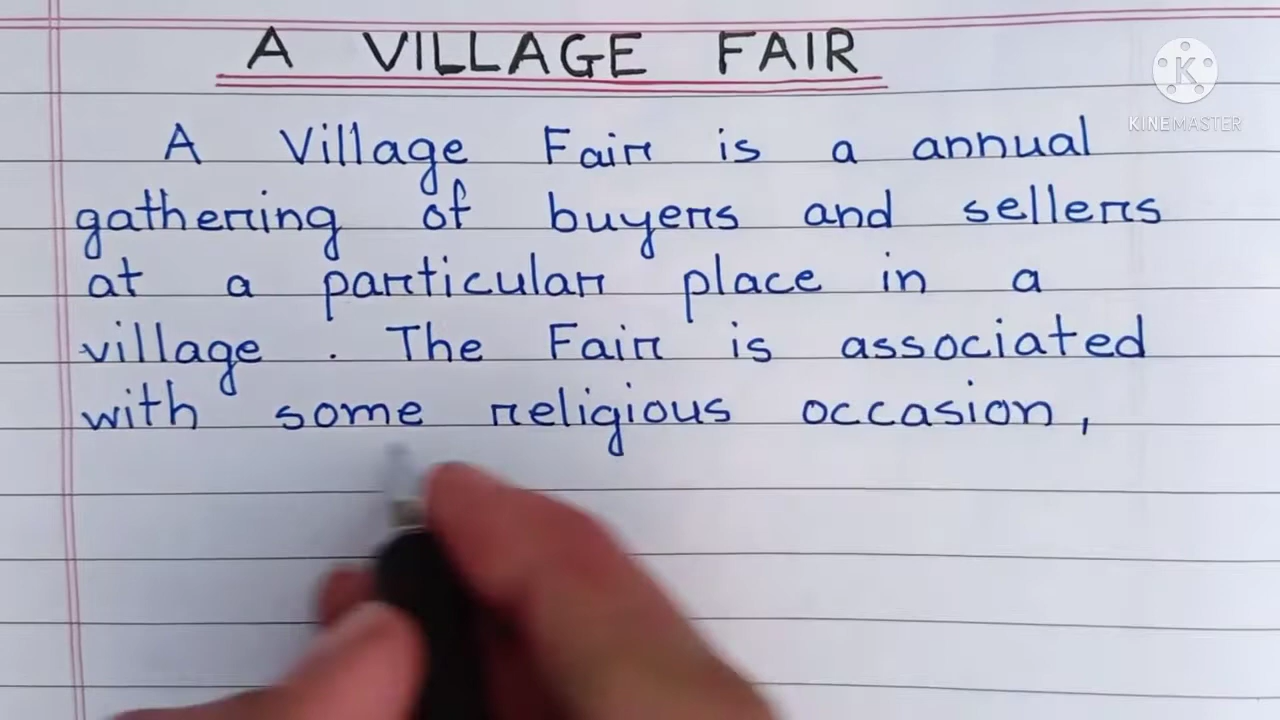 A VILLAGE FAIR
K
KINEMASTER
A Village Fair is a annual
gathering of buyers and sellers
at a particular place in a
village . The Fair is associated
with some religious occasion,